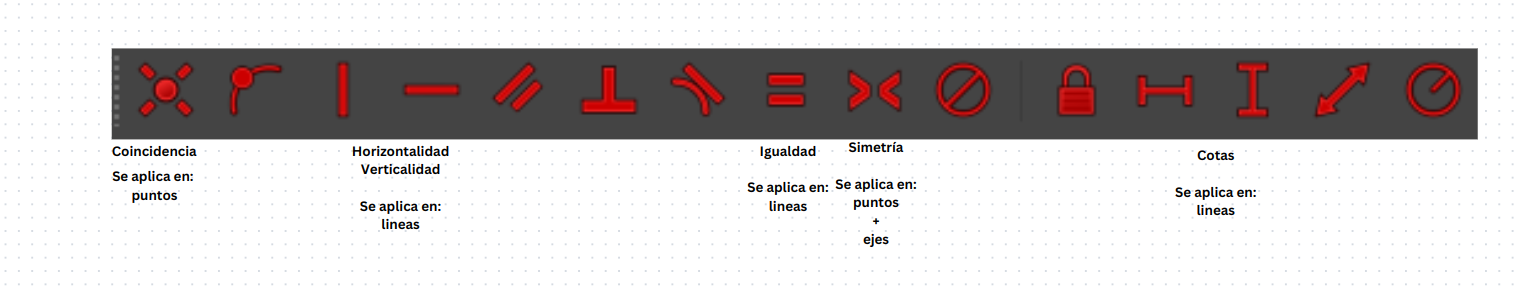 Coincidencia
Se aplica en:
puntos
Horizontalidad
Verticalidad
Se aplica en:
lineas
Igualdad
Se aplica en:
lineas
Simetría
Se aplica en:
puntos
+
ejes
Cotas
Se aplica en:
lineas